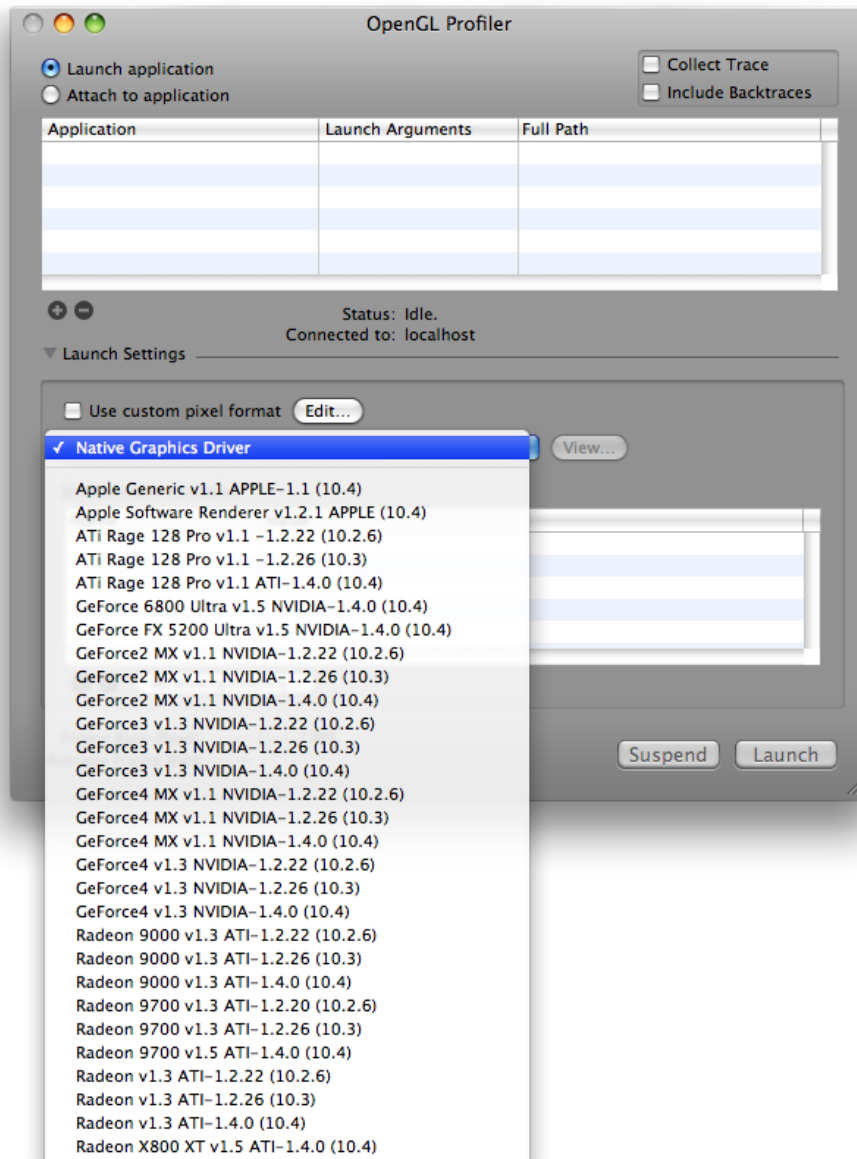 OpenGL Profiler
Launch application
Attach to application
Collect Trace
Include Backtraces
Application Launch Arguments Full Path
Status: Idle.
Connected to: localhost
Launch Settings
Use custom pixel format Edit...
✓ Native Graphics Driver View...
Apple Generic v1.1 APPLE-1.1 (10.4)
Apple Software Renderer v1.2.1 APPLE (10.4)
ATi Rage 128 Pro v1.1 -1.2.22 (10.2.6)
ATi Rage 128 Pro v1.1 -1.2.26 (10.3)
ATi Rage 128 Pro v1.1 ATI-1.4.0 (10.4)
GeForce 6800 Ultra v1.5 NVIDIA-1.4.0 (10.4)
GeForce FX 5200 Ultra v1.5 NVIDIA-1.4.0 (10.4)
GeForce2 MX v1.1 NVIDIA-1.2.22 (10.2.6)
GeForce2 MX v1.1 NVIDIA-1.2.26 (10.3)
GeForce2 MX v1.1 NVIDIA-1.4.0 (10.4)
GeForce3 v1.3 NVIDIA-1.2.22 (10.2.6)
GeForce3 v1.3 NVIDIA-1.2.26 (10.3)
GeForce3 v1.3 NVIDIA-1.4.0 (10.4)
GeForce4 MX v1.1 NVIDIA-1.2.22 (10.2.6)
GeForce4 MX v1.1 NVIDIA-1.2.26 (10.3)
GeForce4 MX v1.1 NVIDIA-1.4.0 (10.4)
GeForce4 v1.3 NVIDIA-1.2.22 (10.2.6)
GeForce4 v1.3 NVIDIA-1.2.26 (10.3)
GeForce4 v1.3 NVIDIA-1.4.0 (10.4)
Radeon 9000 v1.3 ATI-1.2.22 (10.2.6)
Radeon 9000 v1.3 ATI-1.2.26 (10.3)
Radeon 9000 v1.3 ATI-1.4.0 (10.4)
Radeon 9700 v1.3 ATI-1.2.20 (10.2.6)
Radeon 9700 v1.3 ATI-1.2.26 (10.3)
Radeon 9700 v1.5 ATI-1.4.0 (10.4)
Radeon v1.3 ATI-1.2.22 (10.2.6)
Radeon v1.3 ATI-1.2.26 (10.3)
Radeon v1.3 ATI-1.4.0 (10.4)
Radeon X800 XT v1.5 ATI-1.4.0 (10.4)
Suspend Launch